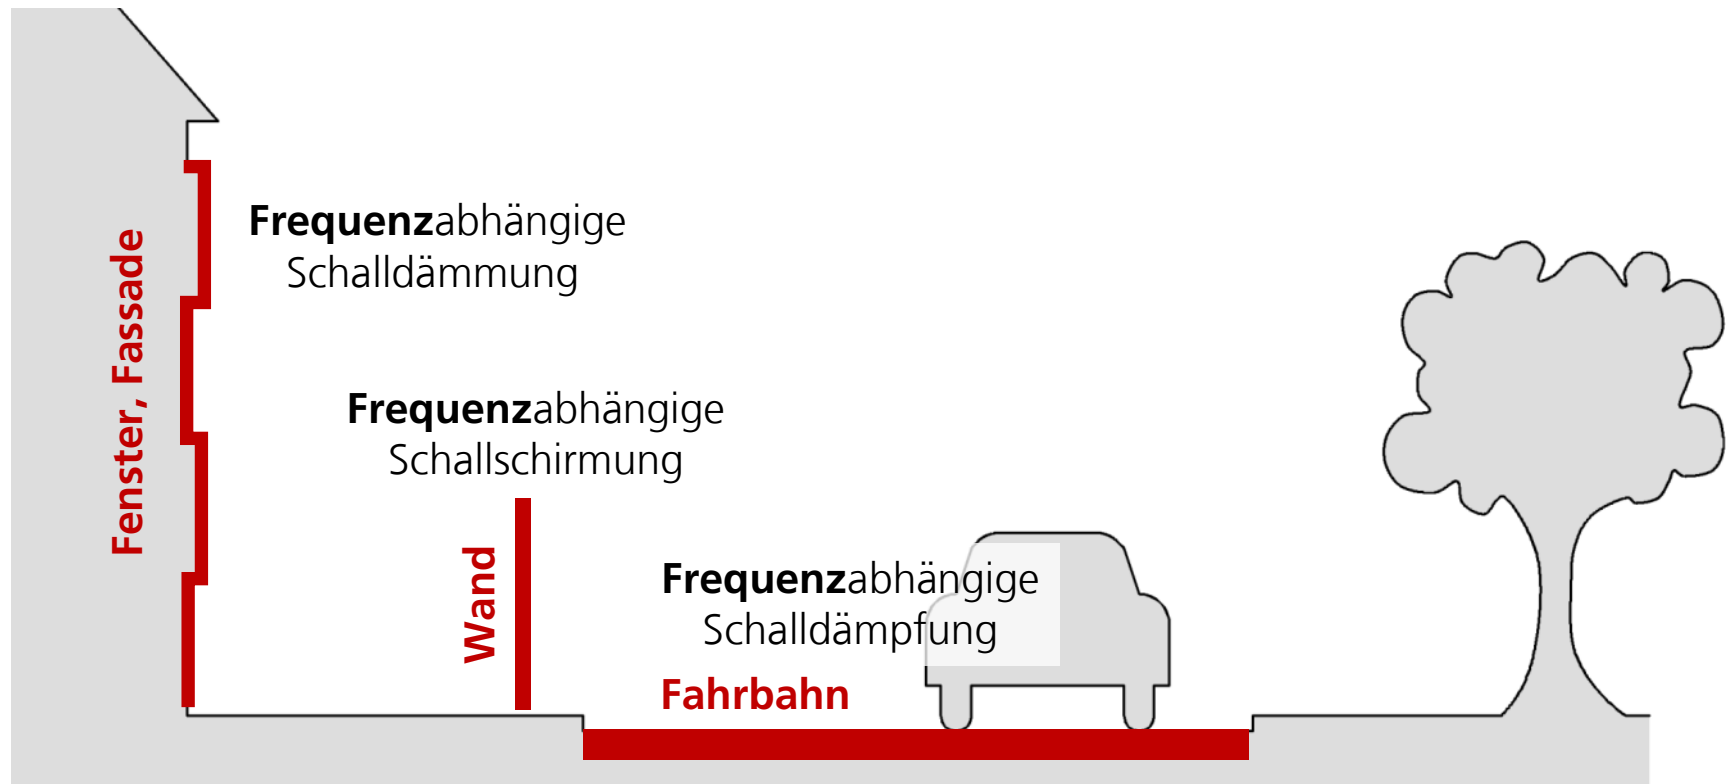 Fenster, Fassade
Frequenzabhängige
Schalldämmung
Frequenzabhängige
Schallschirmung
Wand
Frequenzabhängige
Schalldämpfung
Fahrbahn